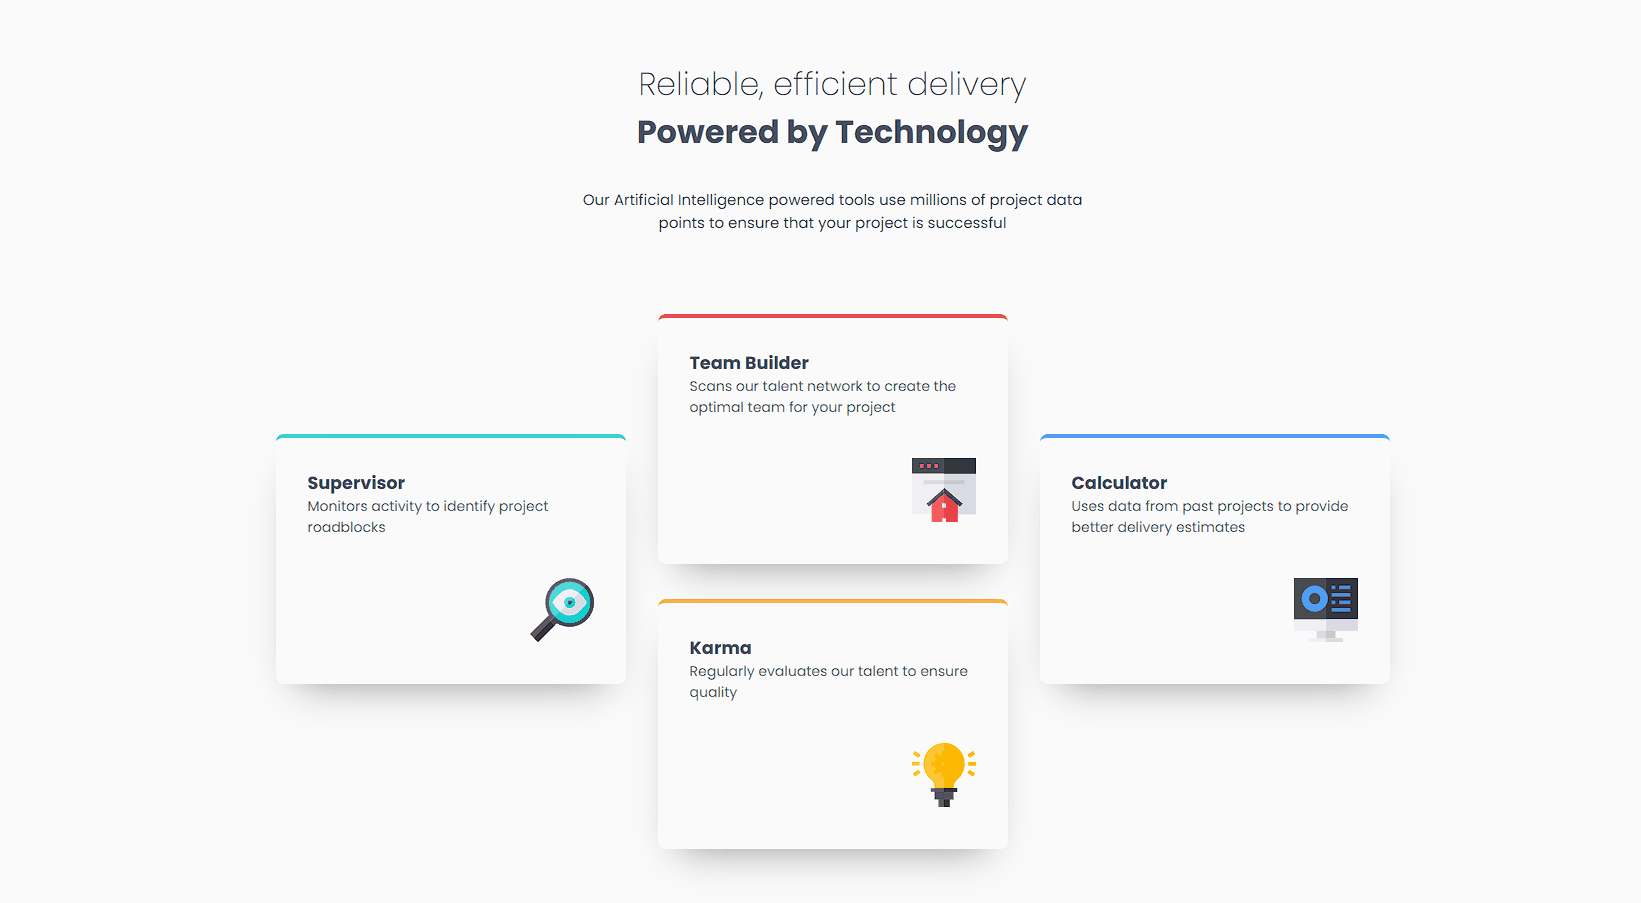 Reliable, efficient delivery
Powered by Technology
Our Artificial Intelligence powered tools use millions of project data
points to ensure that your project is successful
Supervisor
Monitors activity to identify project
roadblocks
Team Builder
Scans our talent network to create the
optimal team for your project
Karma
Regularly evaluates our talent to ensure
quality
Calculator
Uses data from past projects to provide
better delivery estimates